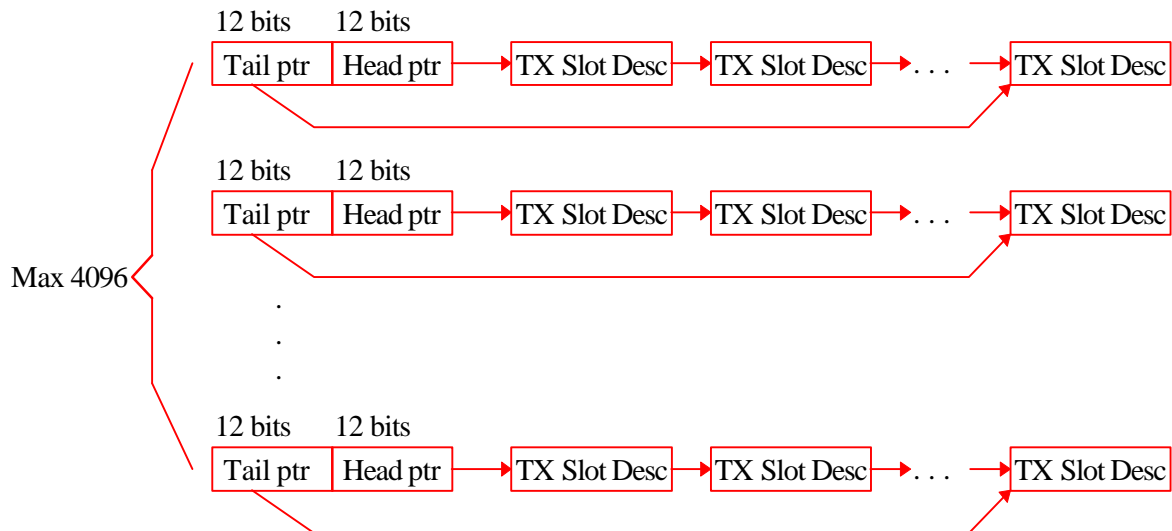 12 bits 12 bits
Tail ptr Head ptr TX Slot Desc TX Slot Desc . . . TX Slot Desc
12 bits 12 bits
Tail ptr Head ptr TX Slot Desc TX Slot Desc . . . TX Slot Desc
Max 4096
.
.
.
12 bits 12 bits
Tail ptr Head ptr TX Slot Desc TX Slot Desc . . . TX Slot Desc